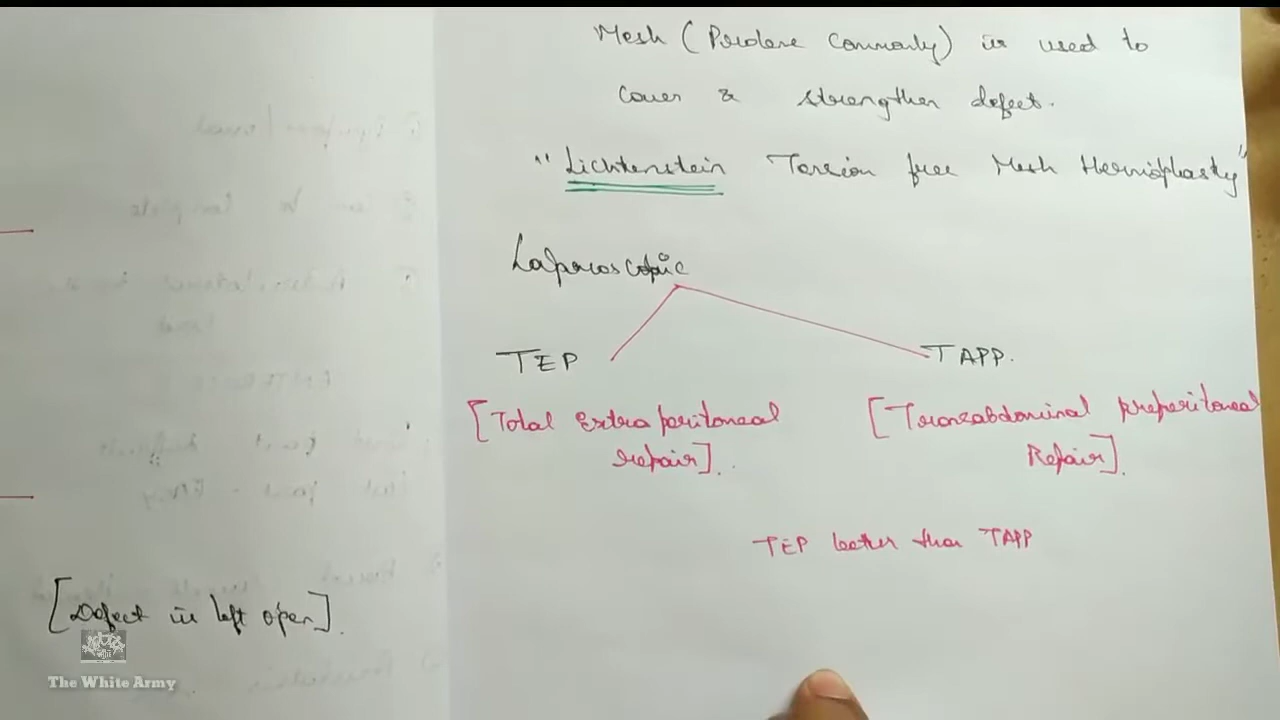 Mesh (Prolene commonly) is used to
cover & strengthen defect.
"Lichtenstein Tension free Mesh Hernioplasty"
Laparoscopic
TEP
TAPP.
[Total Extra peritoneal
repair].
[Transabdominal preperitoneal
Repair].
TEP better than TAPP
[Defect is left open].
The White Army